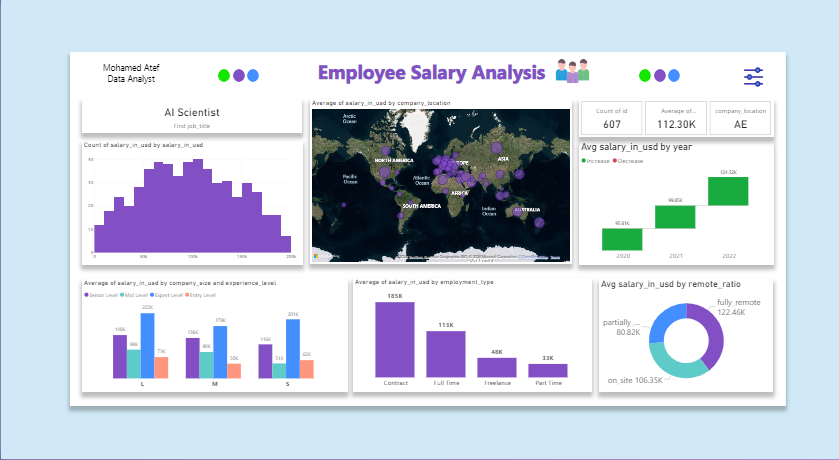 Mohamed Atef
Data Analyst
Employee Salary Analysis
AI Scientist
First job_title
Average of salary_in_usd by company_location
Arctic
Ocean
NORTH AMERICA
ASIA
Pacific
Ocean
Atlantic
Ocean
AFRICA
SOUTH AMERICA
Indian
Ocean
AUSTRALIA
Count of id
607
Average of...
112.30K
company_location
AE
Count of salary_in_usd by salary_in_usd
40
30
20
10
0
0K
50k
100k
150k
200k
Avg salary_in_usd by year
Increase Decrease
95.81K
99.85K
124.52K
2020
2021
2022
Average of salary_in_usd by company_size and experience_level
Senior Level Mid Level Expert Level Entry Level
98K
222K
73K
138K
90K
179K
50K
116K
51K
201K
62K
L
M
S
Average of salary_in_usd by employment_type
185K
113K
48K
33K
Contract
Full Time
Freelance
Part Time
Avg salary_in_usd by remote_ratio
fully_remote
122.46K
partially_...
80.82K
on_site 106.35K